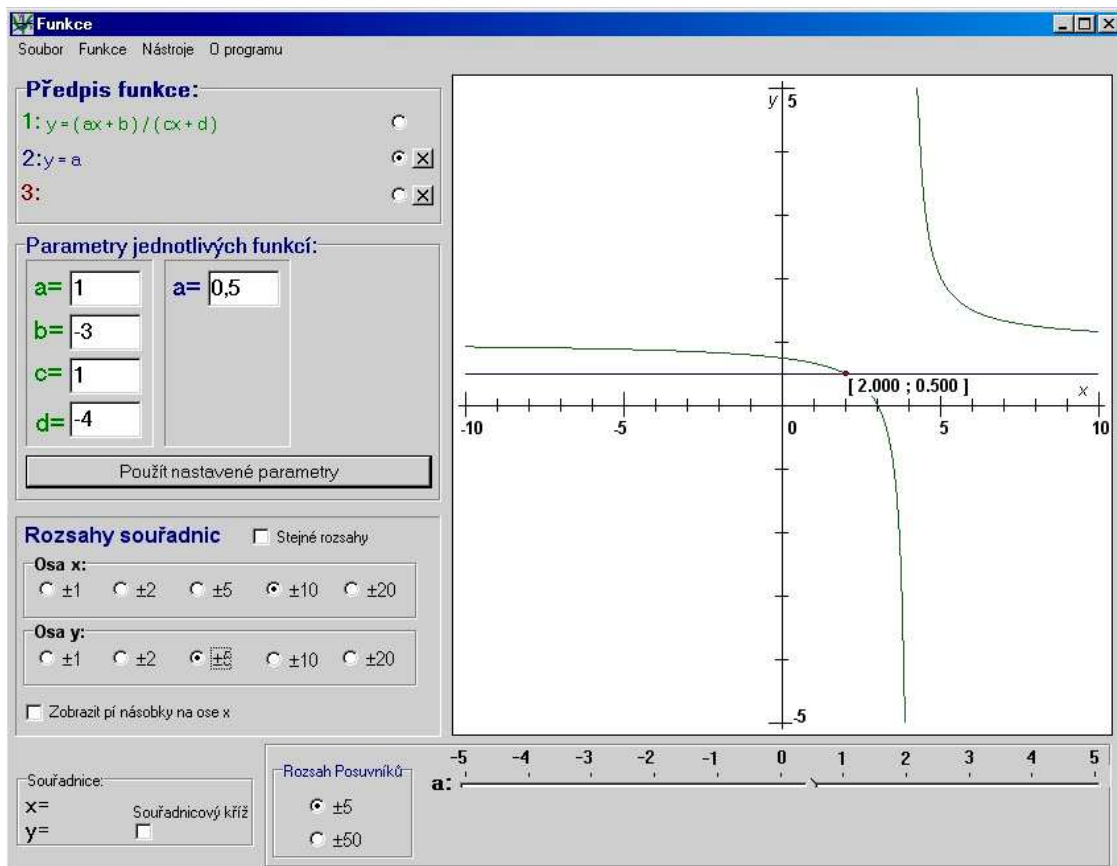 Funkce
Soubor Funkce Nástroje O programu
Předpis funkce:
1: y = (ax + b) / (cx + d)
2: y = a
3:
Parametry jednotlivých funkcí:
a= 1
a= 0,5
b= -3
c= 1
d= -4
Použít nastavené parametry
Rozsahy souřadnic
Stejné rozsahy
Osa x:
±1 ±2 ±5 ±10 ±20
Osa y:
±1 ±2 ±5 ±10 ±20
Zobrazit pí násobky na ose x
Souřadnice:
x=
y=
Souřadnicový kříž
Rozsah Posuvníků
±5
±50
y 5
[ 2.000 ; 0.500 ]
x
-10 -5 0 5 10
-5
-5 -4 -3 -2 -1 0 1 2 3 4 5
a: